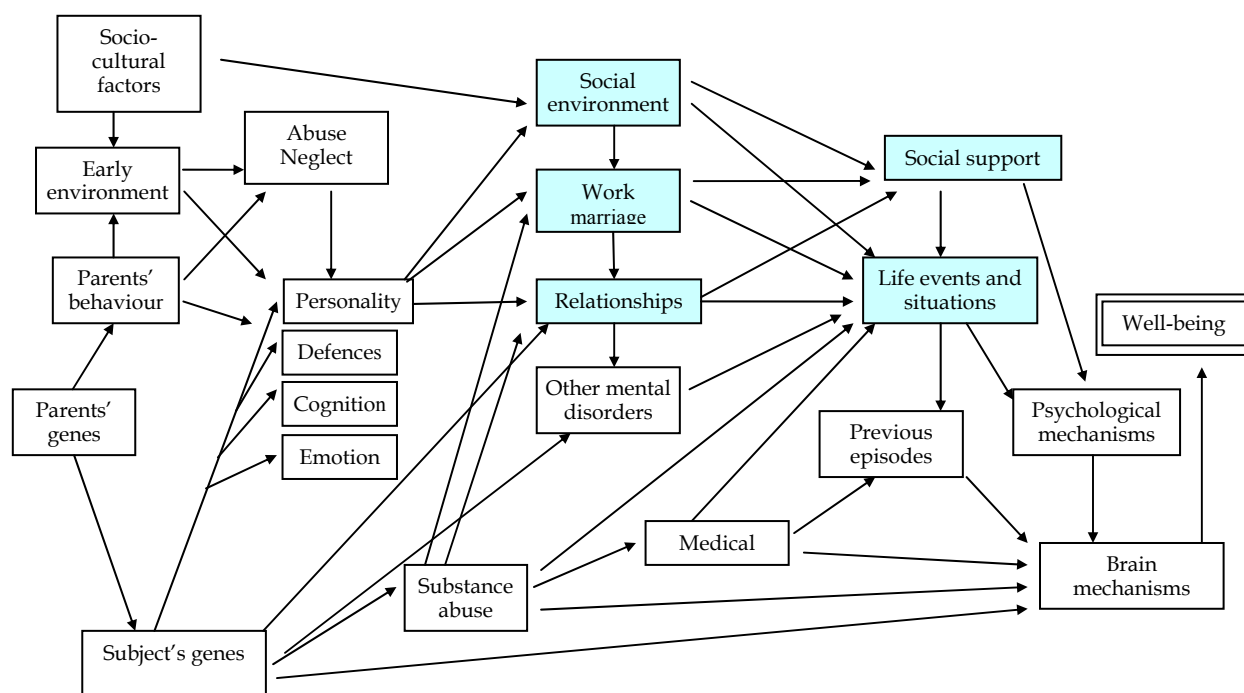 Socio-
cultural
factors
Social
environment
Abuse
Neglect
Early
environment
Social support
Work
marriage
Parents'
behaviour
Personality
Relationships
Life events and
situations
Well-being
Defences
Other mental
disorders
Parents'
genes
Cognition
Psychological
mechanisms
Emotion
Previous
episodes
Medical
Substance
abuse
Brain
mechanisms
Subject's genes